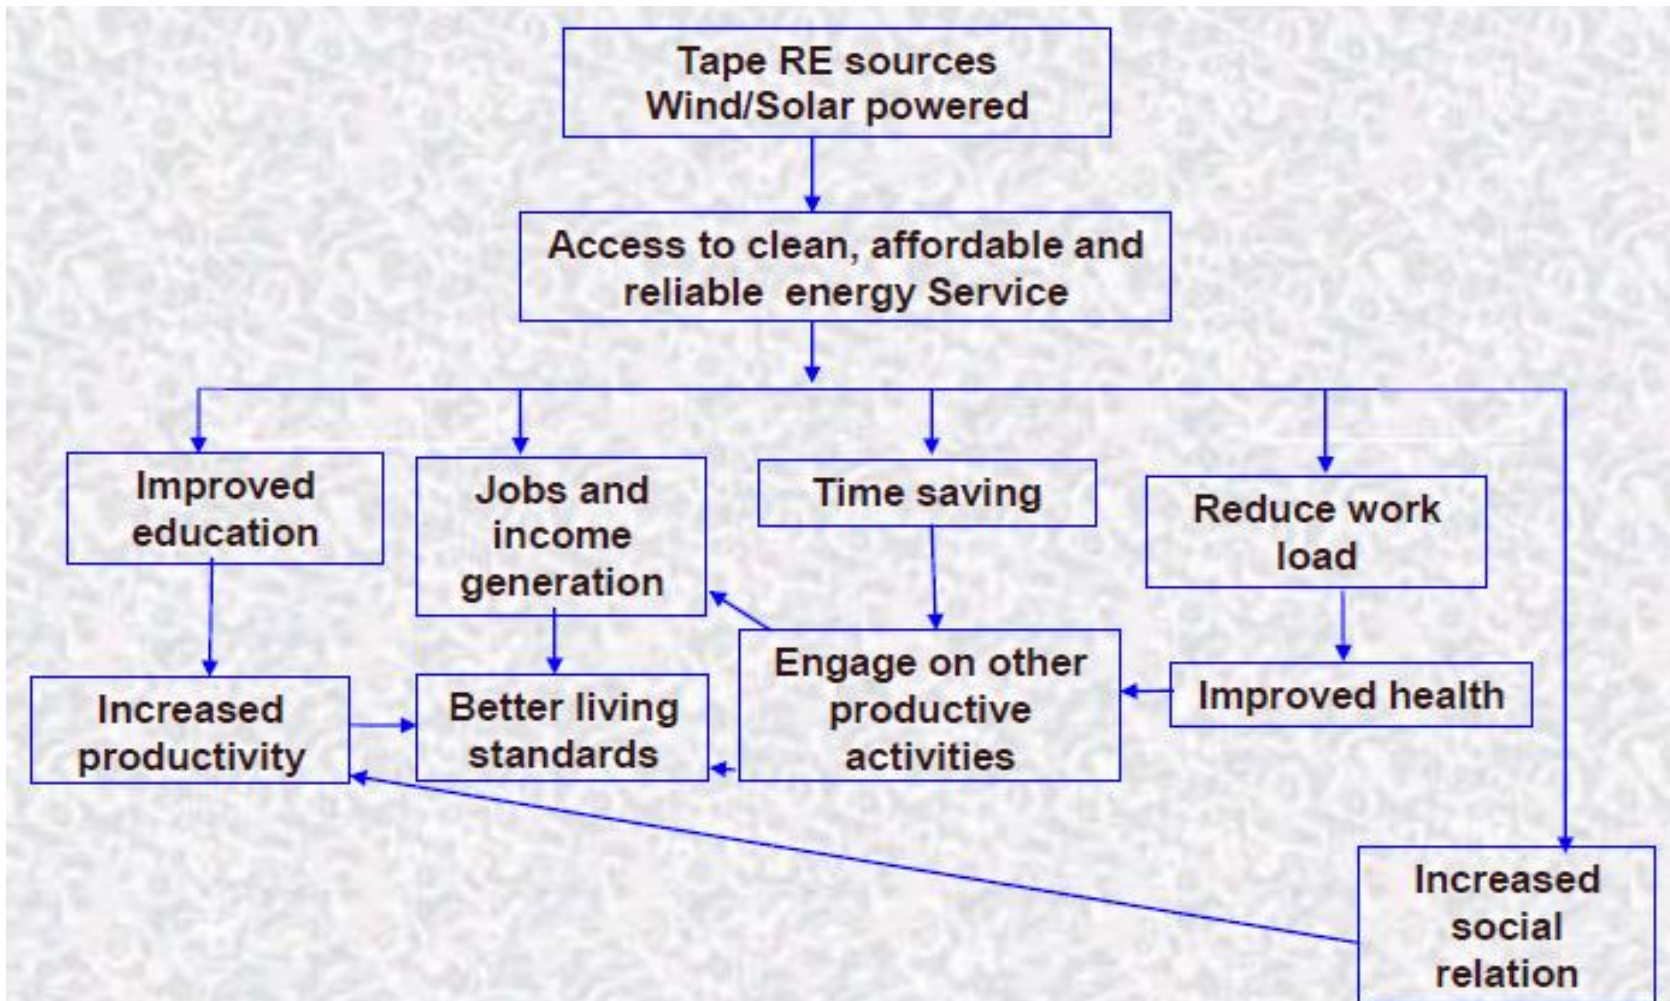 Tape RE sources
Wind/Solar powered
Access to clean, affordable and
reliable energy Service
Improved
education
Jobs and
income
generation
Time saving
Reduce work
load
Increased
productivity
Better living
standards
Engage on other
productive
activities
Improved health
Increased
social
relation